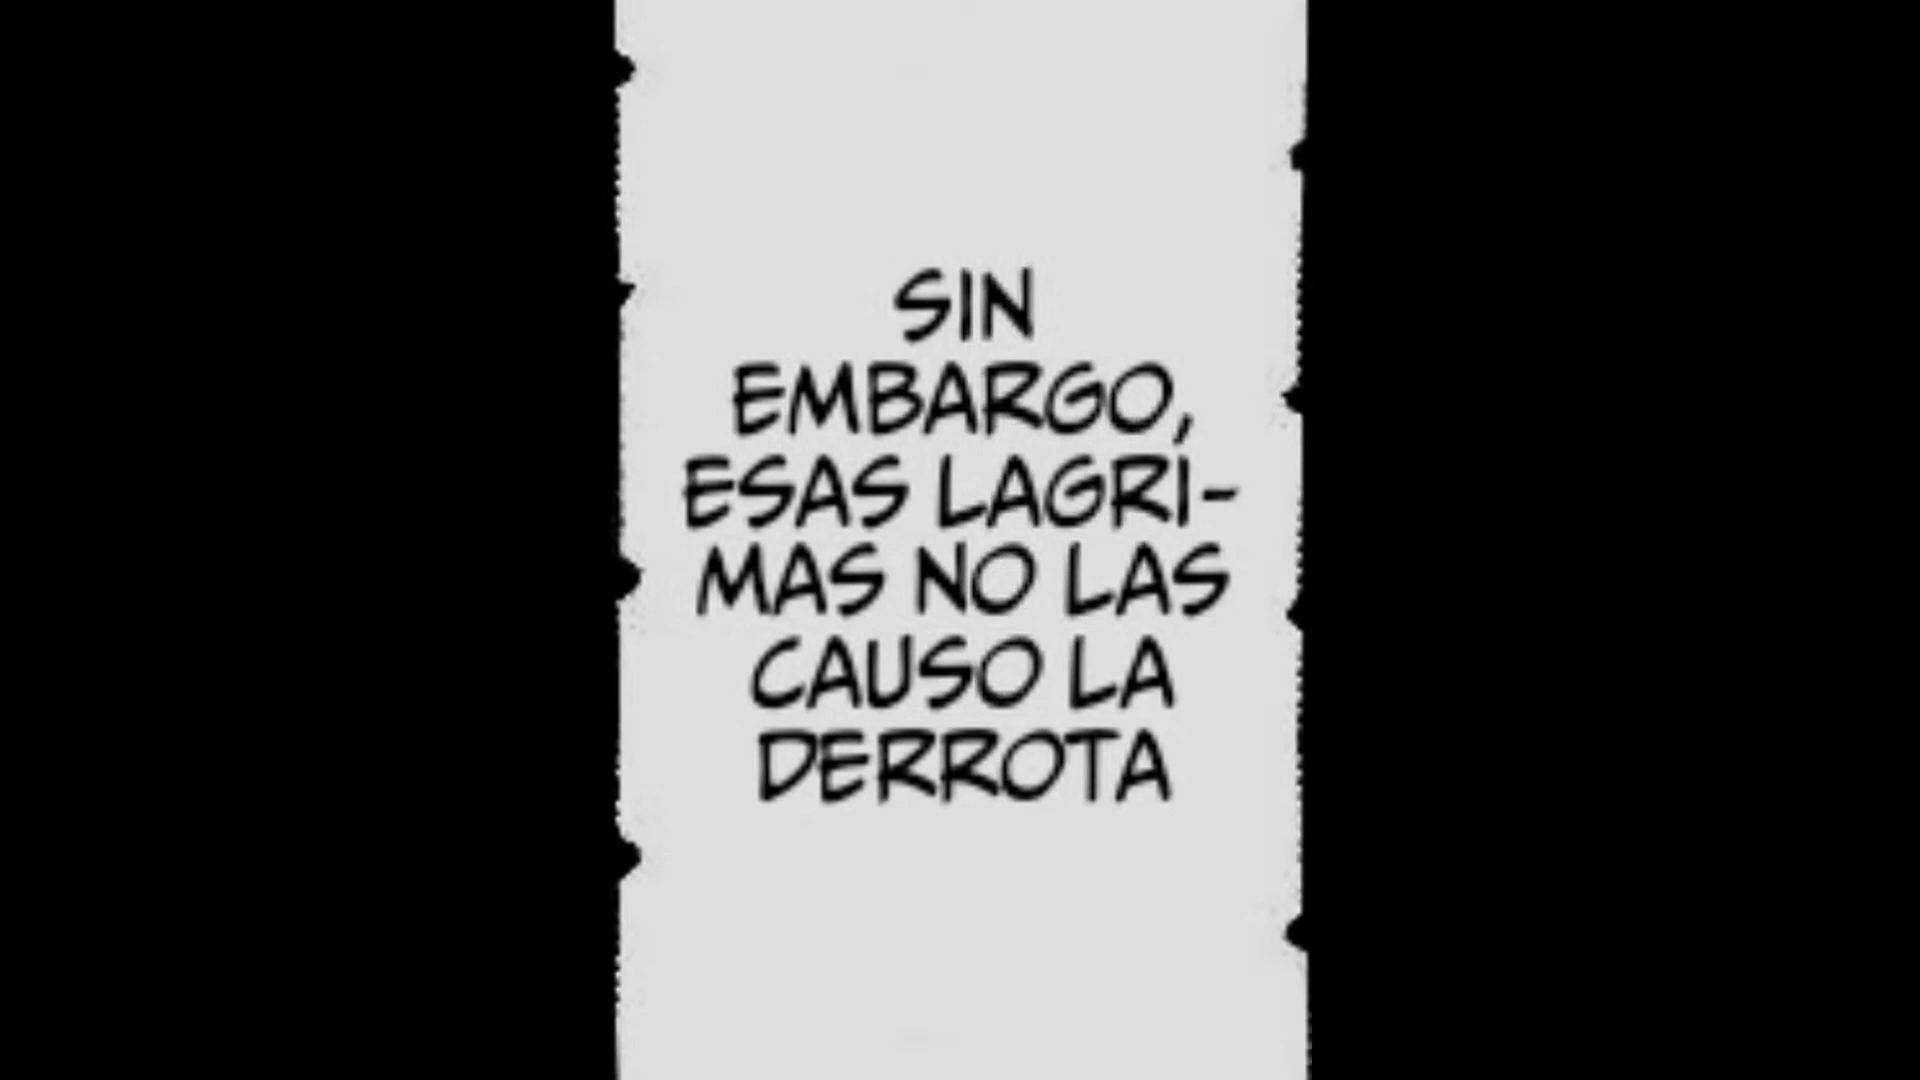 SIN
EMBARGO,
ESAS LAGRI-
MAS NO LAS
CAUSO LA
DERROTA